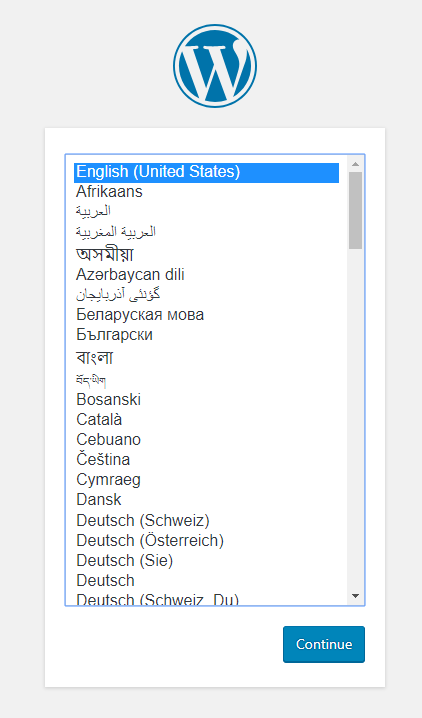 English (United States)
Afrikaans
العربية
العربية المغربية
অসমীয়া
Azərbaycan dili
گؤنئی آذربایجان
Беларуская мова
Български
বাংলা
བོད་ཡིག
Bosanski
Català
Cebuano
Čeština
Cymraeg
Dansk
Deutsch (Schweiz)
Deutsch (Österreich)
Deutsch (Sie)
Deutsch
Deutsch (Schweiz, Du)
Continue